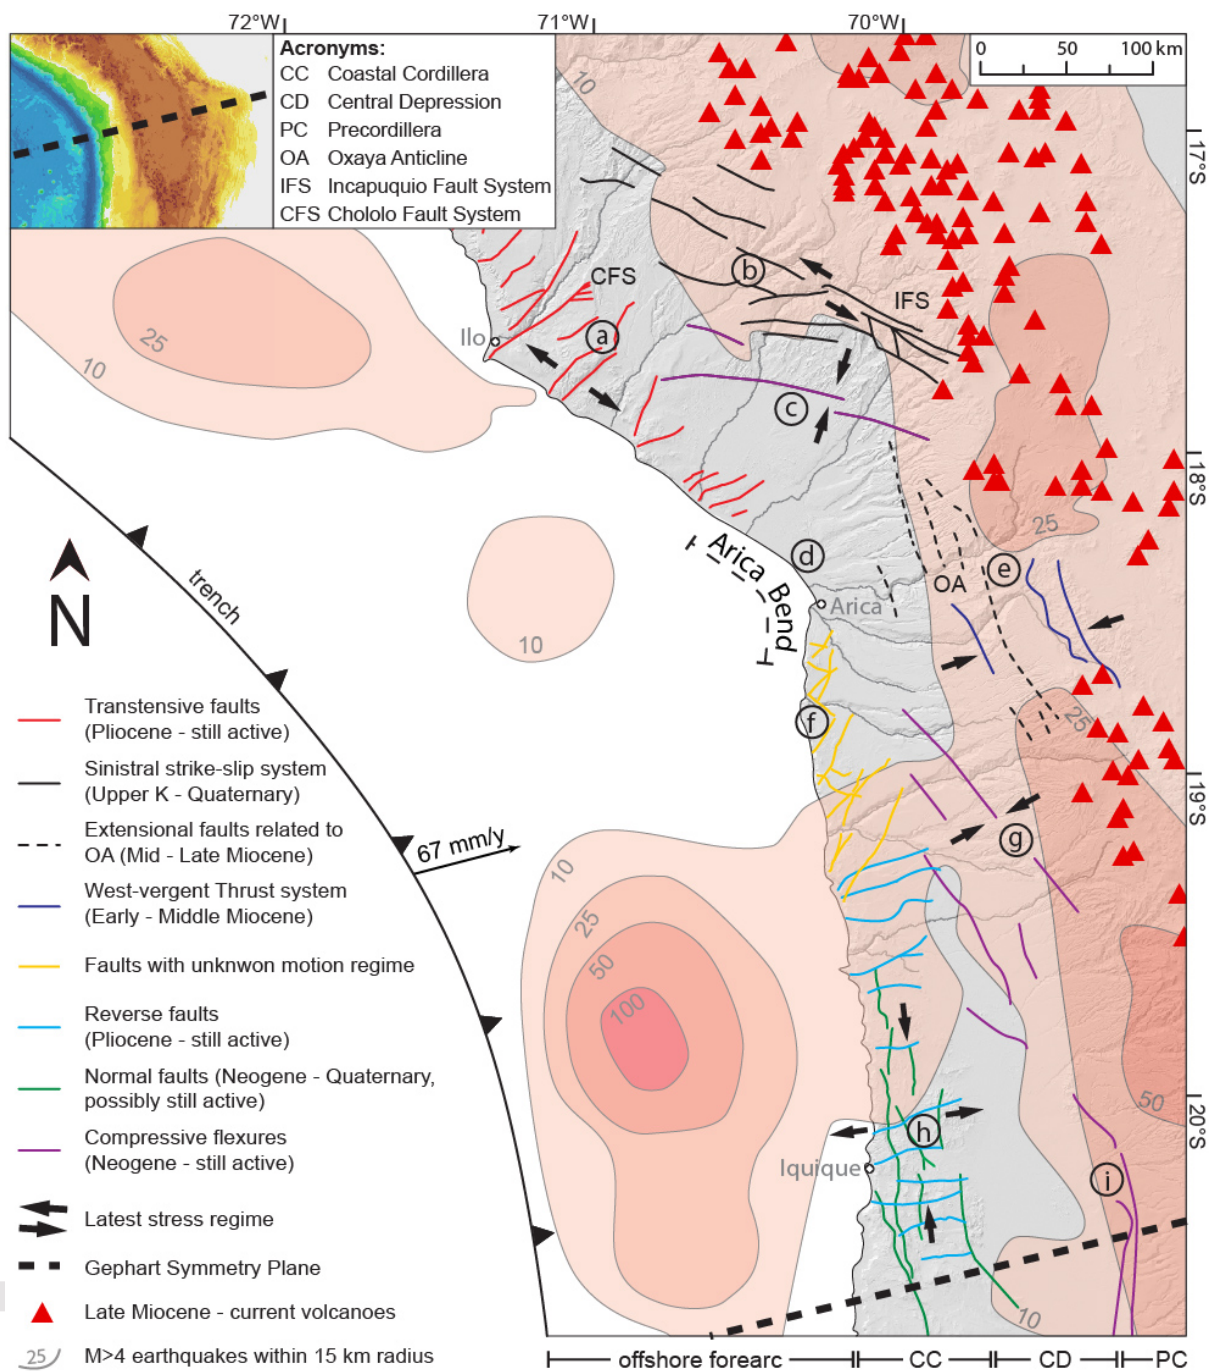 72°W
71°W
70°W
Acronyms:
CC Coastal Cordillera
CD Central Depression
PC Precordillera
OA Oxaya Anticline
IFS Incapuquio Fault System
CFS Chololo Fault System
0 50 100 km
10
17°S
b
CFS
IFS
25
10
Ilo
a
c
18°S
25
d
Arica Bend
OA
e
trench
Arica
N
10
25
f
Transtensive faults
(Pliocene - still active)
Sinistral strike-slip system
(Upper K - Quaternary)
19°S
Extensional faults related to
OA (Mid - Late Miocene)
67 mm/y
g
10
West-vergent Thrust system
(Early - Middle Miocene)
25
50
Faults with unknwon motion regime
100
Reverse faults
(Pliocene - still active)
Normal faults (Neogene - Quaternary,
possibly still active)
50
20°S
h
Compressive flexures
(Neogene - still active)
Iquique
i
Latest stress regime
Gephart Symmetry Plane
Late Miocene - current volcanoes
10
25 M>4 earthquakes within 15 km radius
offshore forearc CC CD PC